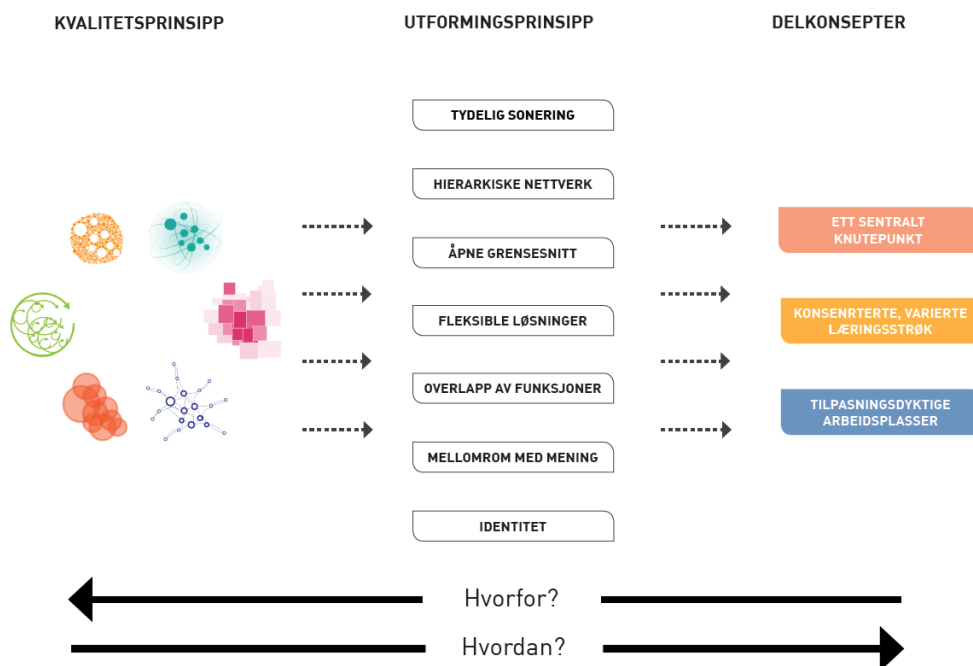 KVALITETSPRINSIPP
UTFORMINGSPRINSIPP
DELKONSEPTER
TYDELIG SONERING
HIERARKISKE NETTVERK
ÅPNE GRENSESNITT
FLEKSIBLE LØSNINGER
OVERLAPP AV FUNKSJONER
MELLOMROM MED MENING
IDENTITET
ETT SENTRALT
KNUTEPUNKT
KONSENRTERTE, VARIERTE
LÆRINGSSTRØK
TILPASNINGSDYKTIGE
ARBEIDSPLASSER
Hvorfor?
Hvordan?